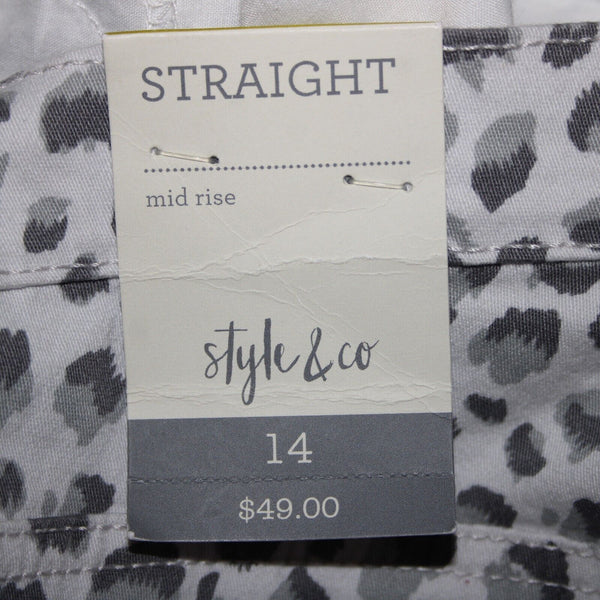 STRAIGHT
mid rise
style & co
14
$49.00